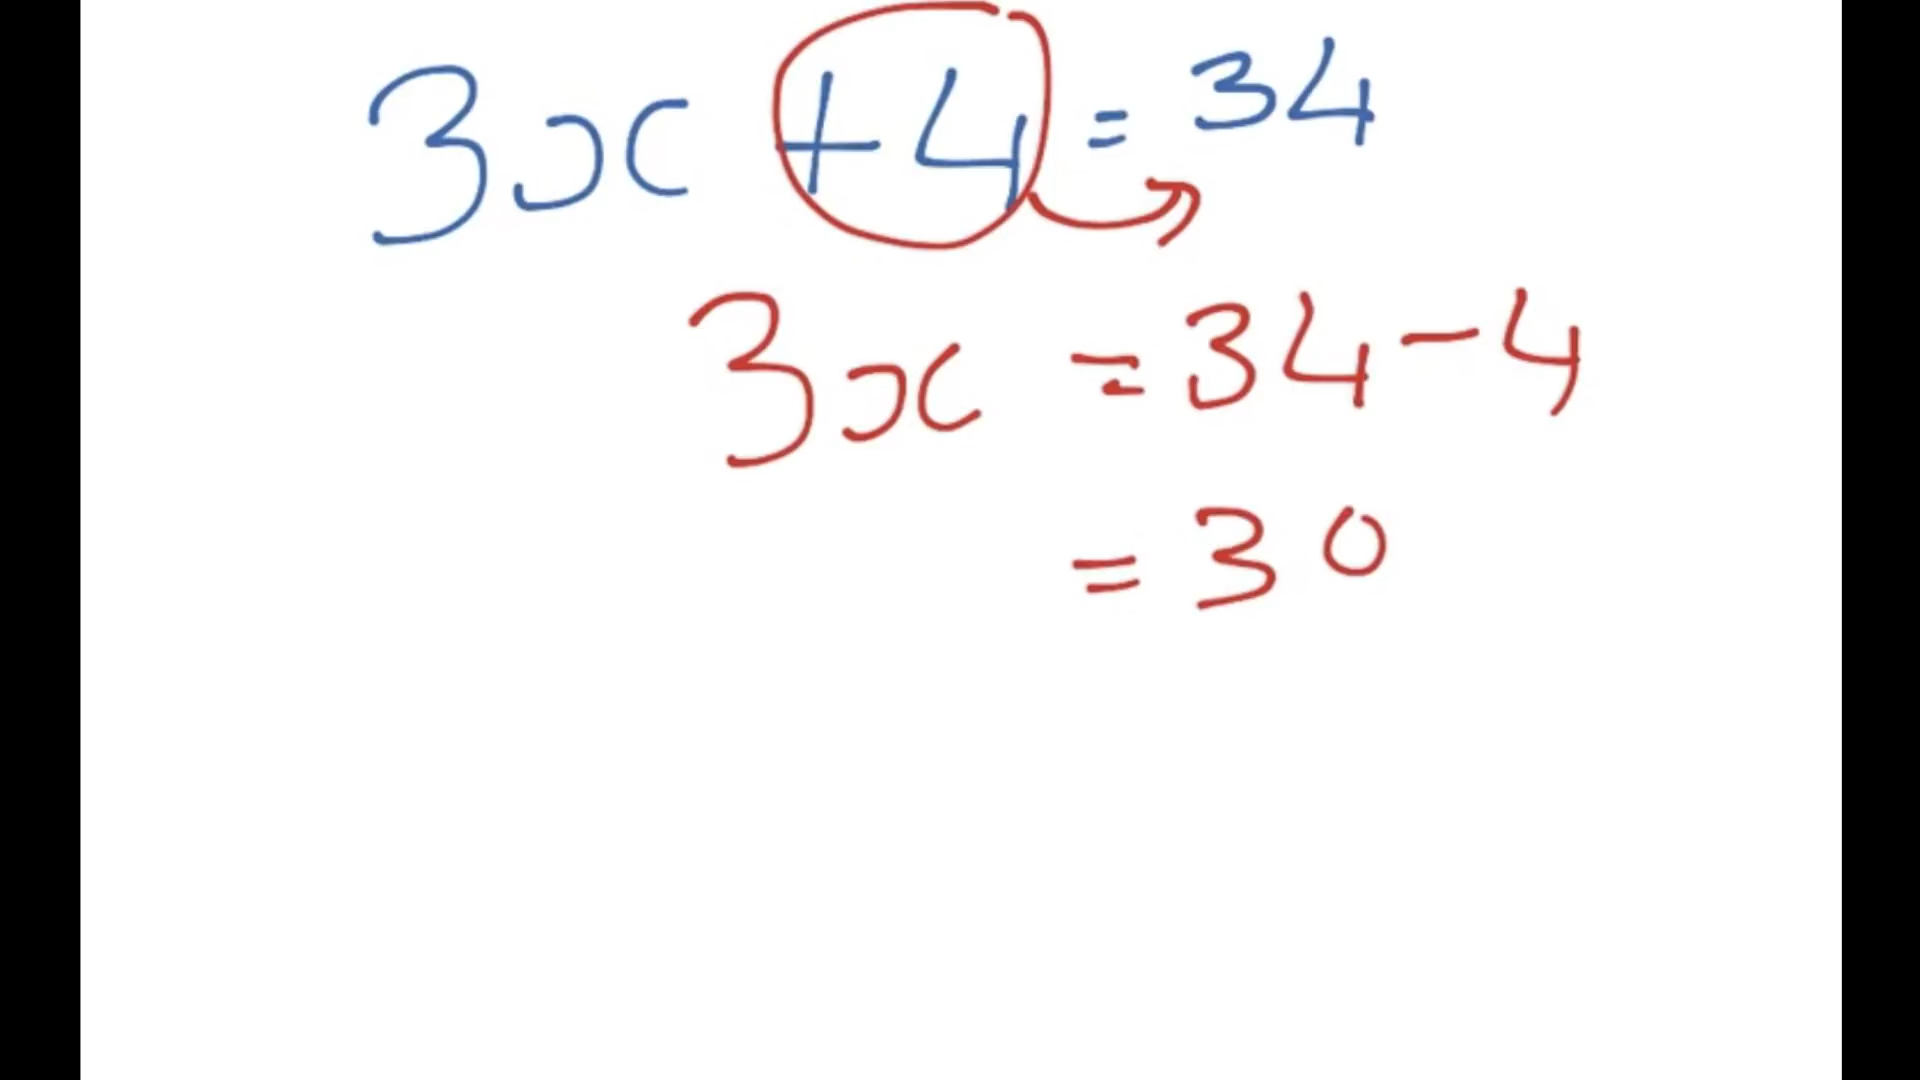 3x + 4 = 34
3x = 34 - 4
= 30